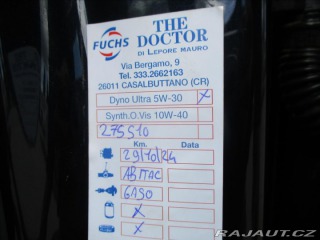 FUCHS
THE
DOCTOR
DI LEPORE MAURO
Via Bergamo, 9
Tel. 333.2662163
26011 CASALBUTTANO (CR)
Dyno Ultra 5W-30 X
Synth.O.Vis 10W-40
275510
Km. Data
29/10/24
ABITAC
GASO
X
X
RAJAUT.CZ